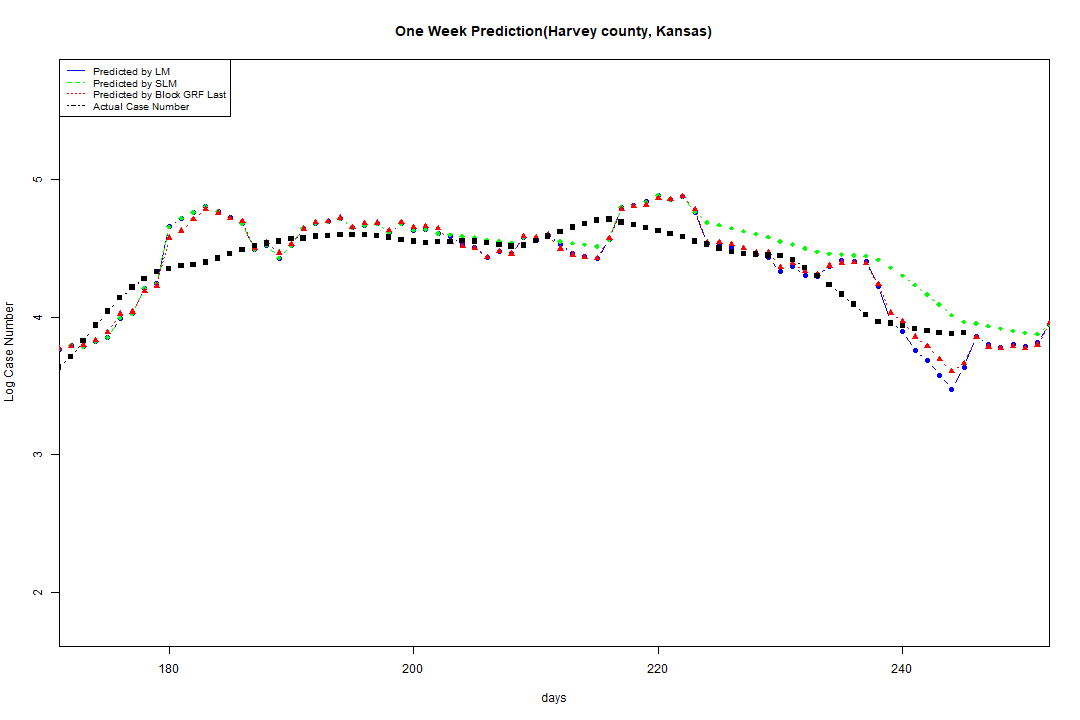 One Week Prediction(Harvey county, Kansas)
Predicted by LM
Predicted by SLM
Predicted by Block GRF Last
Actual Case Number
5
4
3
2
Log Case Number
180 200 220 240
days